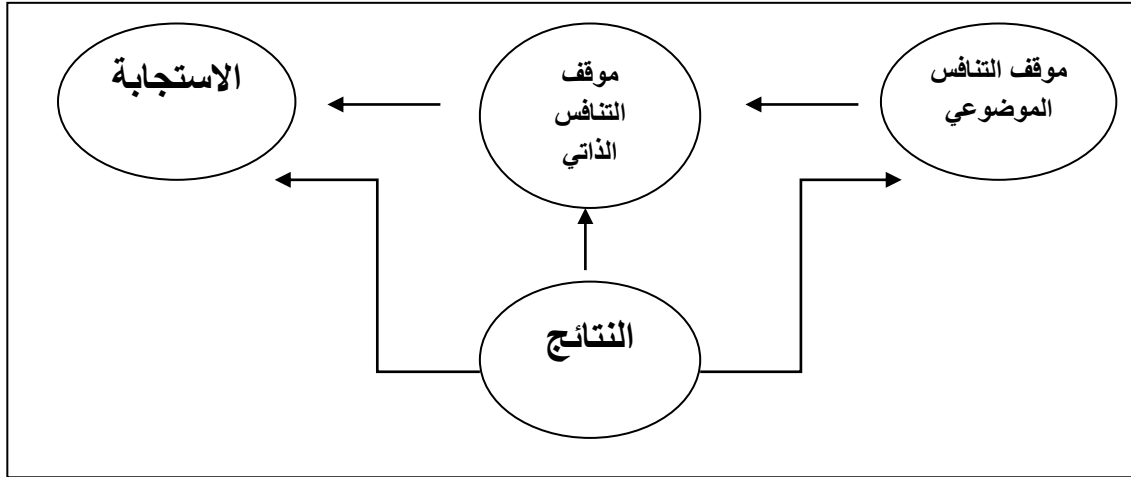 موقف التنافس
الموضوعي
موقف
التنافس
الذاتي
الاستجابة
النتائج